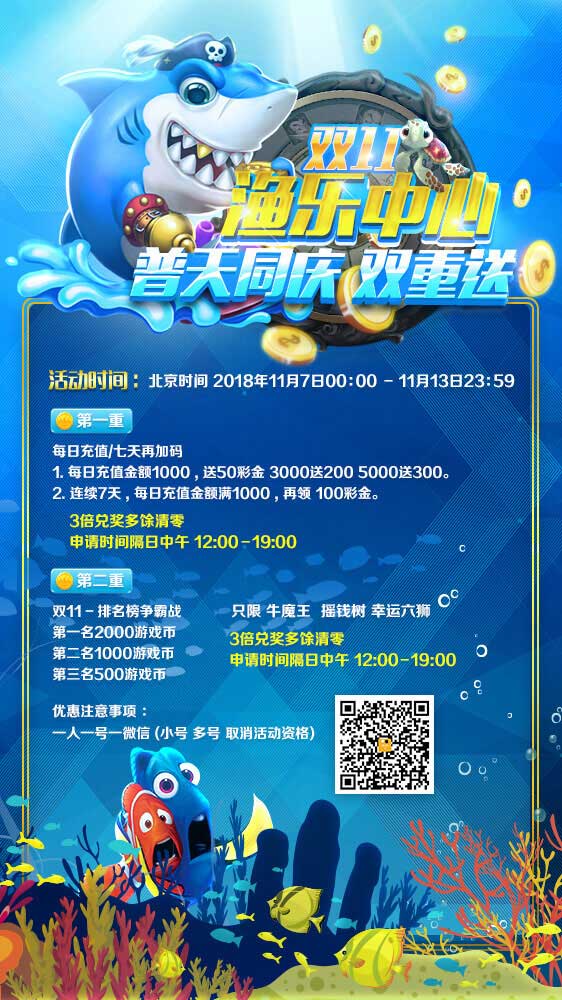 双11
渔乐中心
普天同庆 双重送
活动时间：北京时间 2018年11月7日00:00 - 11月13日23:59
第一重
每日充值/七天再加码
1. 每日充值金额1000，送50彩金 3000送200 5000送300。
2. 连续7天，每日充值金额满1000，再领 100彩金。
3倍兑奖多馀清零
申请时间隔日中午 12:00-19:00
第二重
双11-排名榜争霸战
第一名2000游戏币
第二名1000游戏币
第三名500游戏币
只限 牛魔王 摇钱树 幸运六狮
3倍兑奖多馀清零
申请时间隔日中午 12:00-19:00
优惠注意事项：
一人一号一微信 (小号 多号 取消活动资格)